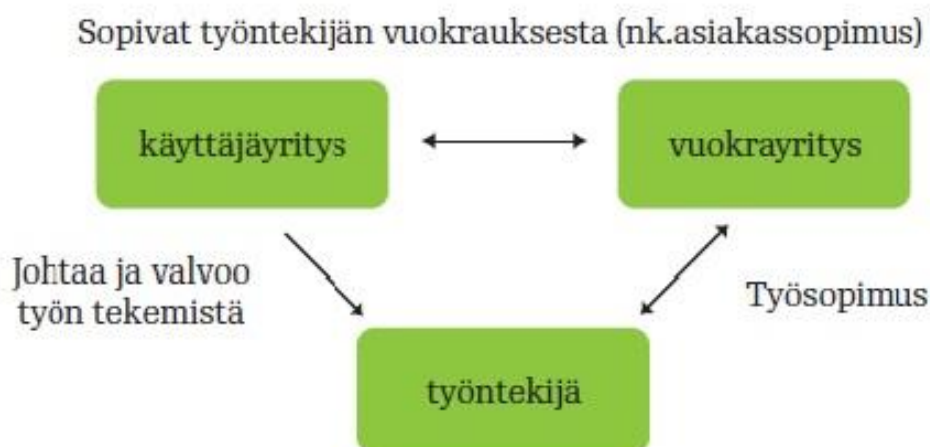 Sopivat työntekijän vuokrauksesta (nk.asiakassopimus)
käyttäjäyritys
vuokrayritys
Johtaa ja valvoo
työn tekemistä
Työsopimus
työntekijä